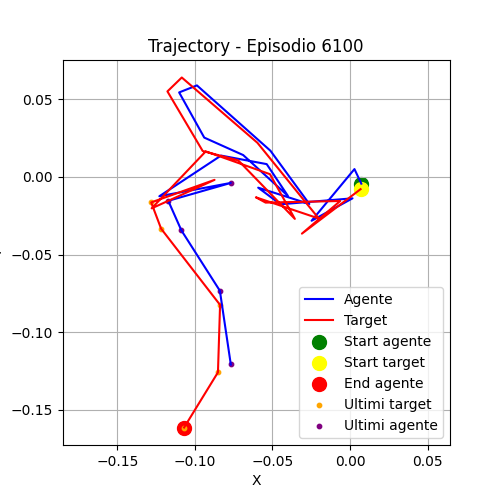 Trajectory - Episodio 6100
0.05
0.00
−0.05
−0.10
−0.15
−0.15
−0.10
−0.05
0.00
0.05
X
Agente
Target
Start agente
Start target
End agente
Ultimi target
Ultimi agente